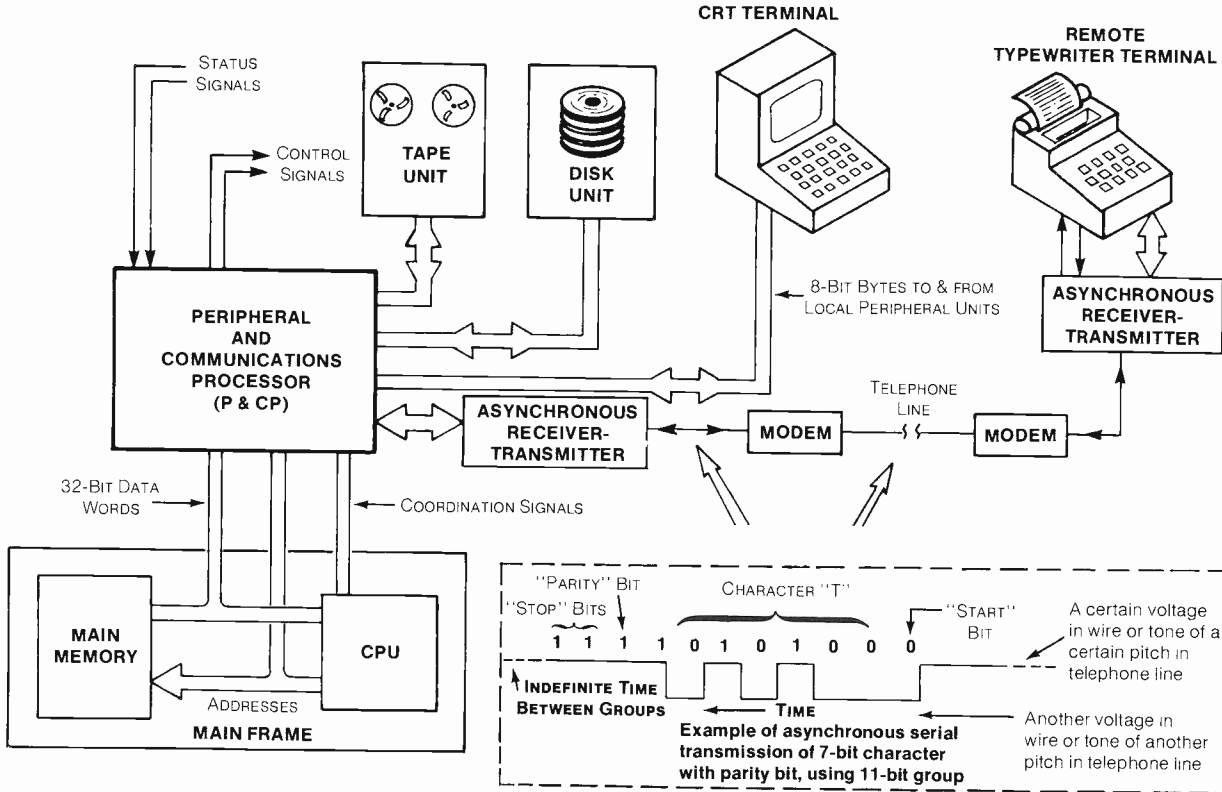 CRT TERMINAL
REMOTE
TYPEWRITER TERMINAL
STATUS
SIGNALS
CONTROL
SIGNALS
TAPE
UNIT
DISK
UNIT
PERIPHERAL
AND
COMMUNICATIONS
PROCESSOR
(P & CP)
8-BIT BYTES TO & FROM
LOCAL PERIPHERAL UNITS
ASYNCHRONOUS
RECEIVER-
TRANSMITTER
TELEPHONE
LINE
ASYNCHRONOUS
RECEIVER-
TRANSMITTER
MODEM
MODEM
32-BIT DATA
WORDS
COORDINATION SIGNALS
MAIN
MEMORY
CPU
ADDRESSES
MAIN FRAME
"PARITY" BIT
CHARACTER "T"
"STOP" BITS
"START"
BIT
1 1 1 1 0 1 0 1 0 0 0
A certain voltage
in wire or tone of a
certain pitch in
telephone line
INDEFINITE TIME
BETWEEN GROUPS
TIME
Example of asynchronous serial
transmission of 7-bit character
with parity bit, using 11-bit group
Another voltage in
wire or tone of another
pitch in telephone line